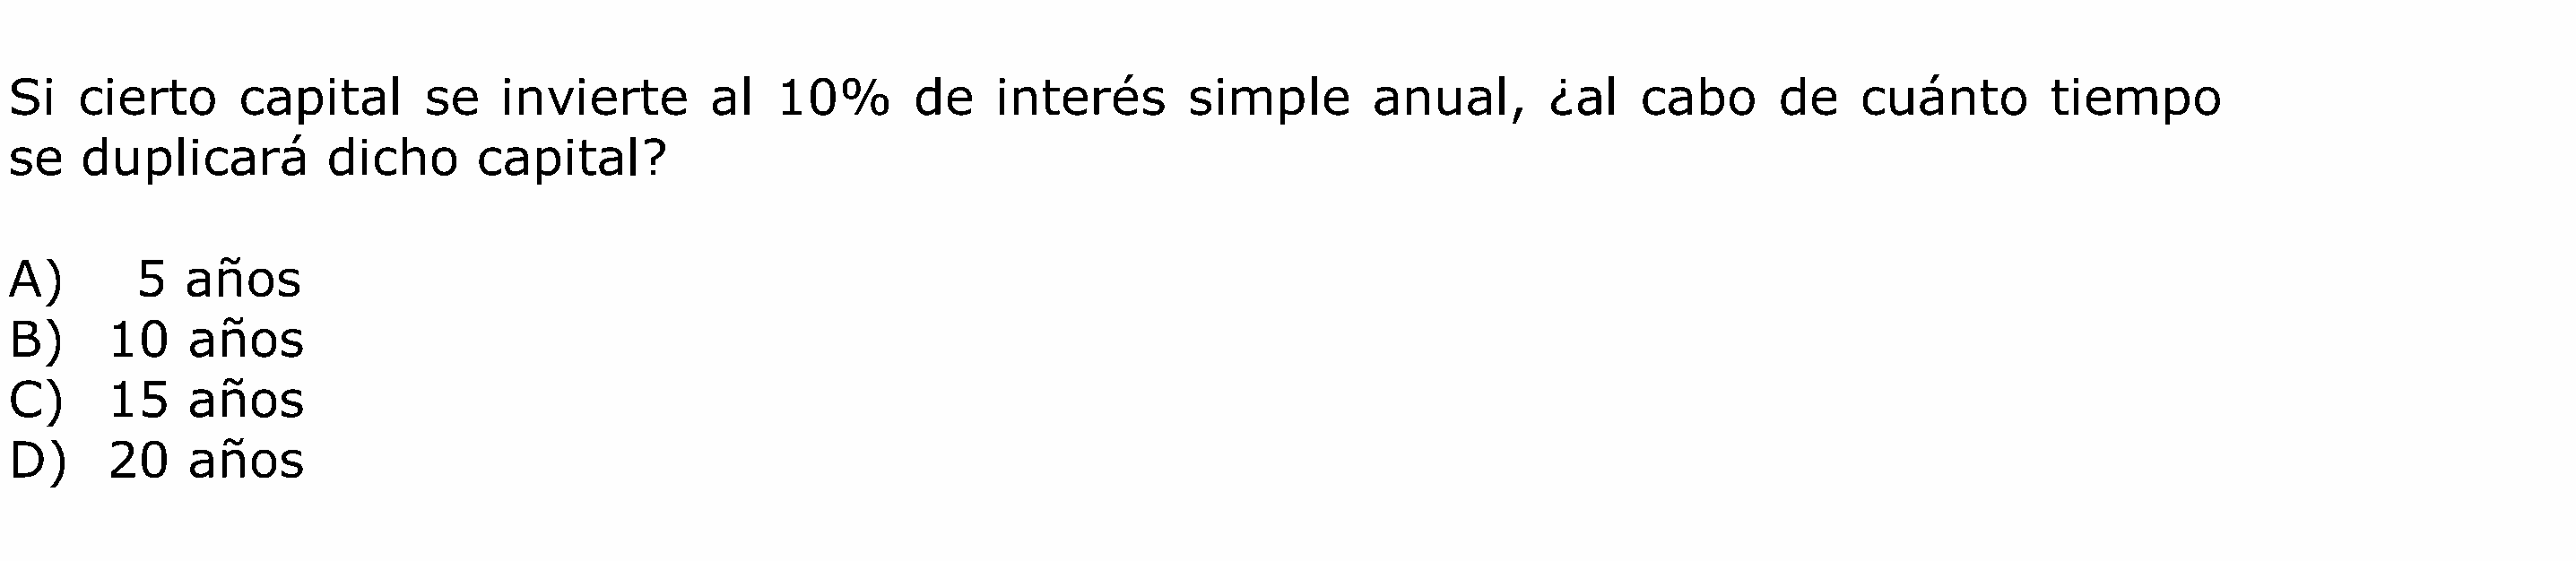 Si cierto capital se invierte al 10% de interés simple anual, ¿al cabo de cuánto tiempo
se duplicará dicho capital?
A) 5 años
B) 10 años
C) 15 años
D) 20 años